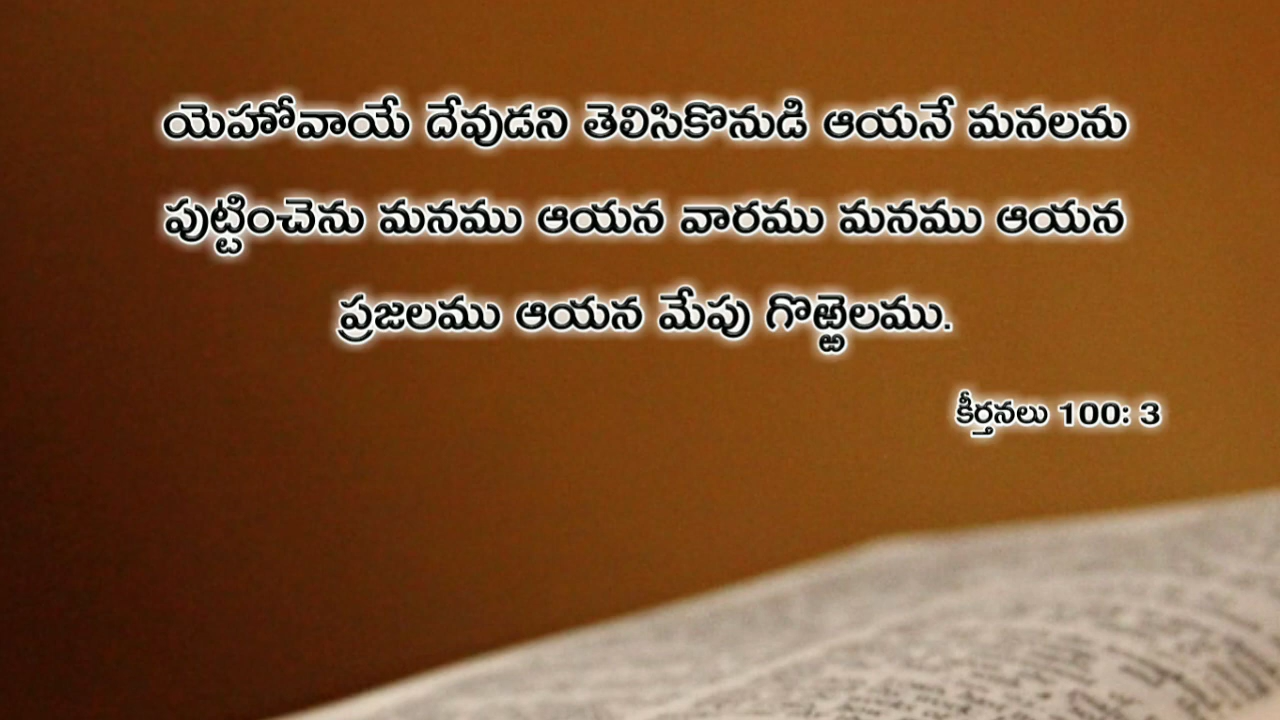 యెహోవాయే దేవుడని తెలిసికొనుడి ఆయనే మనలను
పుట్టించెను మనము ఆయన వారము మనము ఆయన
ప్రజలము ఆయన మేపు గొఱ్ఱెలము.
కీర్తనలు 100: 3